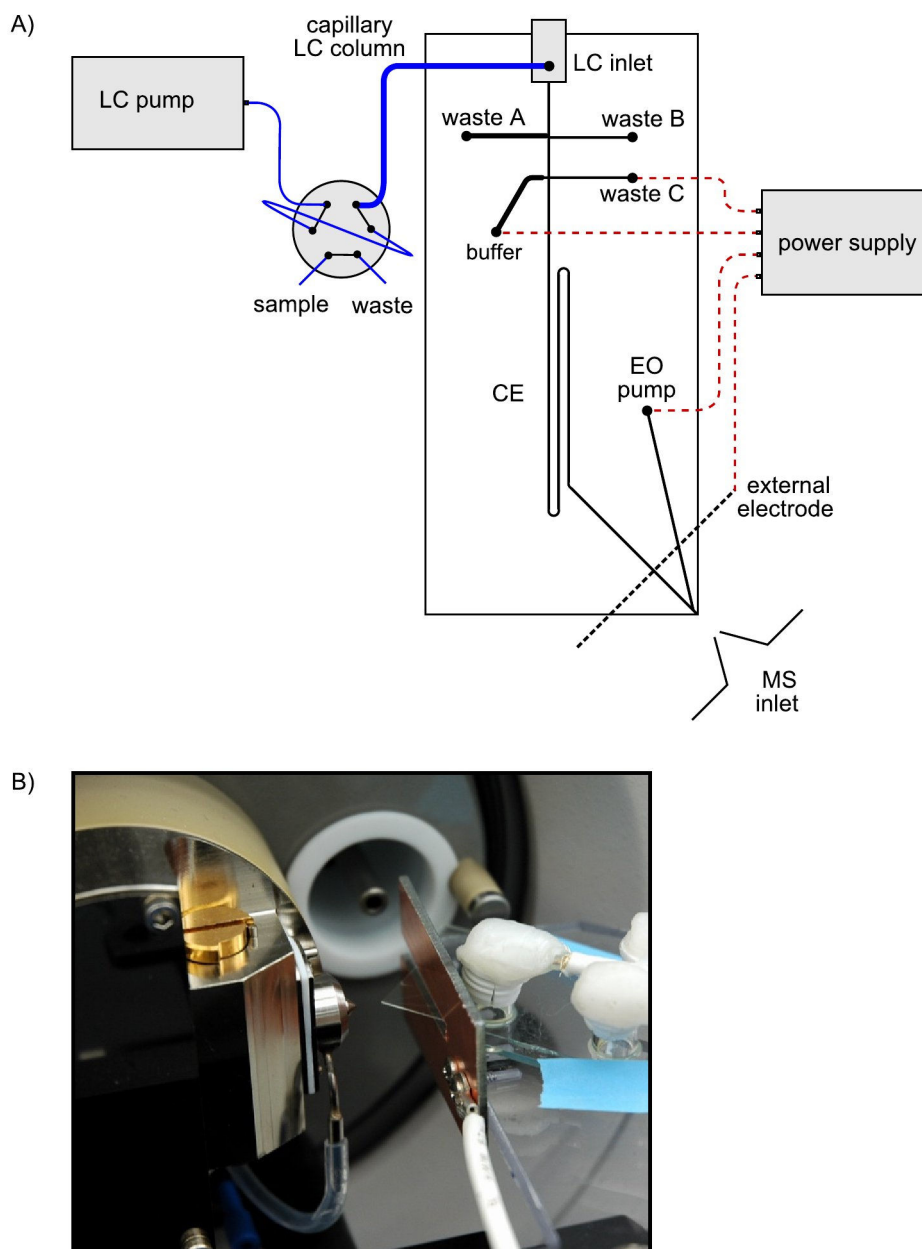 A)
capillary
LC column
LC pump
LC inlet
waste A
waste B
waste C
buffer
power supply
sample
waste
CE
EO
pump
external
electrode
MS
inlet
B)